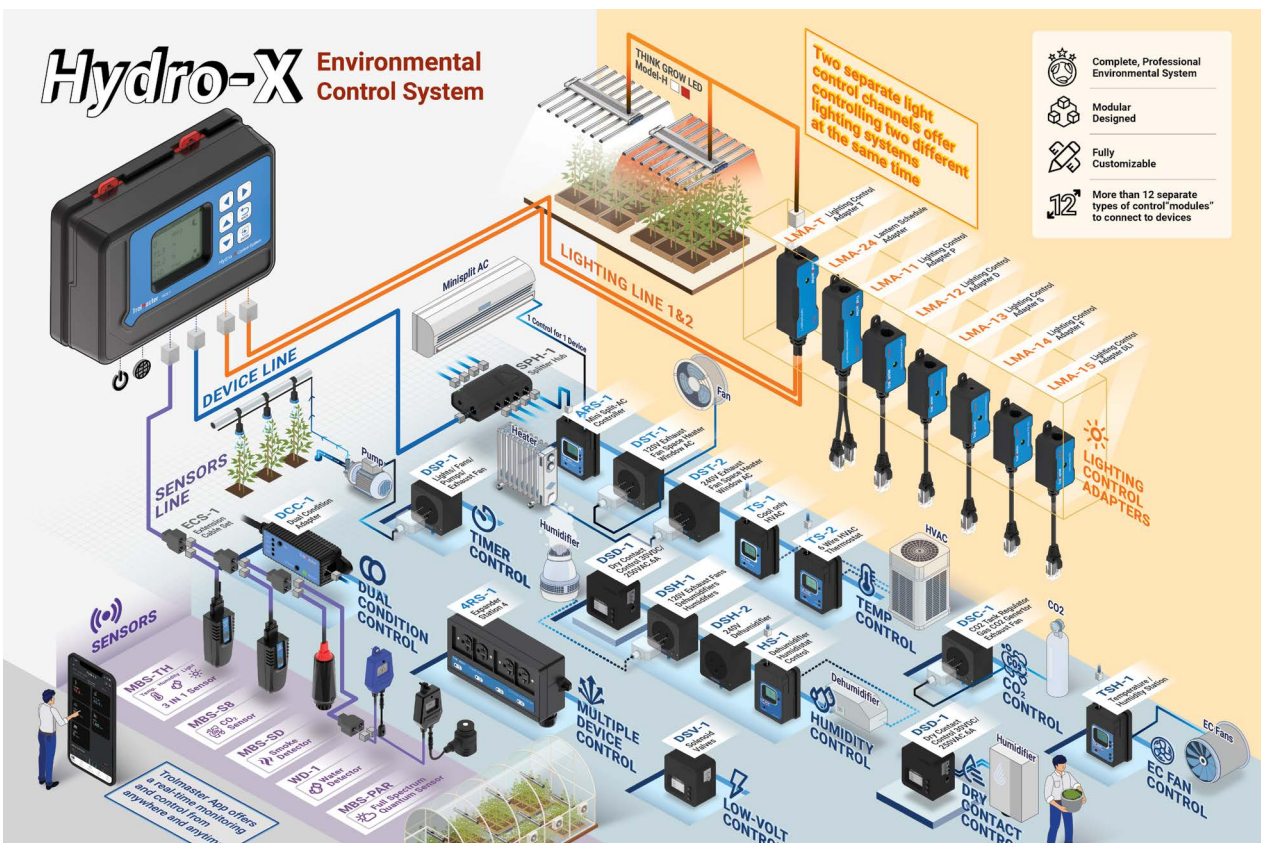 Hydro-X
Environmental
Control System
THINK GROW LED
Model-H
Two separate light
control channels offer
controlling two different
lighting systems
at the same time
Complete, Professional
Environmental System
Modular
Designed
Fully
Customizable
12
More than 12 separate
types of control"modules"
to connect to devices
LMA-T
Lighting Control
Adapter T
LMA-24
Lantern Schedule
Adapter
LMA-11
Lighting Control
Adapter P
LMA-12
Lighting Control
Adapter D
LMA-13
Lighting Control
Adapter S
LMA-14
Lighting Control
Adapter F
LMA-15
Lighting Control
Adapter DLI
LIGHTING
CONTROL
ADAPTERS
LIGHTING LINE 1&2
DEVICE LINE
SENSORS
LINE
Minisplit AC
1 Control for 1 Device
SPH-1
Splitter Hub
Fan
ARS-1
Mini Split-AC
Controller
Heater
DST-1
120V Exhaust
Fan Space Heater
Window AC
DST-2
240V Exhaust
Fan Space Heater
Window AC
TS-1
Cool only
HVAC
TS-2
6 Wire HVAC
Thermostat
HVAC
TEMP
CONTROL
Pump
DSP-1
Lights/ Fans/
Pumps/
Exhaust Fan
TIMER
CONTROL
ECS-1
Extension
Cable Set
DCC-1
Dual Condition
Adapter
DUAL
CONDITION
CONTROL
Humidifier
DSD-1
Dry Contact
Control 30VDC/
250VAC.6A
DSH-1
120V Exhaust Fans
Dehumidifiers
Humidifers
DSH-2
240V
Dehumidifier
HS-1
Dehumidifier
Humidistat
Control
Dehumidifier
HUMIDITY
CONTROL
4RS-1
Expander
Station 4
MULTIPLE
DEVICE
CONTROL
DSC-1
CO2 Tank Regulator
Gas CO2 Genertor
Exhaust Fan
CO2
CO2
CO2
CONTROL
TSH-1
Temperature /
Humidity Station
EC Fans
EC FAN
CONTROL
DSV-1
Solenoid
Valves
LOW-VOLT
CONTROL
DSD-1
Dry Contact
Control 30VDC/
250VAC.6A
Humidifier
DRY
CONTACT
CONTROL
SENSORS
MBS-TH
Temp
Humidity
Light
3 IN 1 Sensor
MBS-S8
CO2
Sensor
MBS-SD
Smoke
Detector
WD-1
Water
Detector
MBS-PAR
Full Spectrum
Quantum Sensor
Trolmaster App offers
a real-time monitoring
and control from
anywhere and anytime